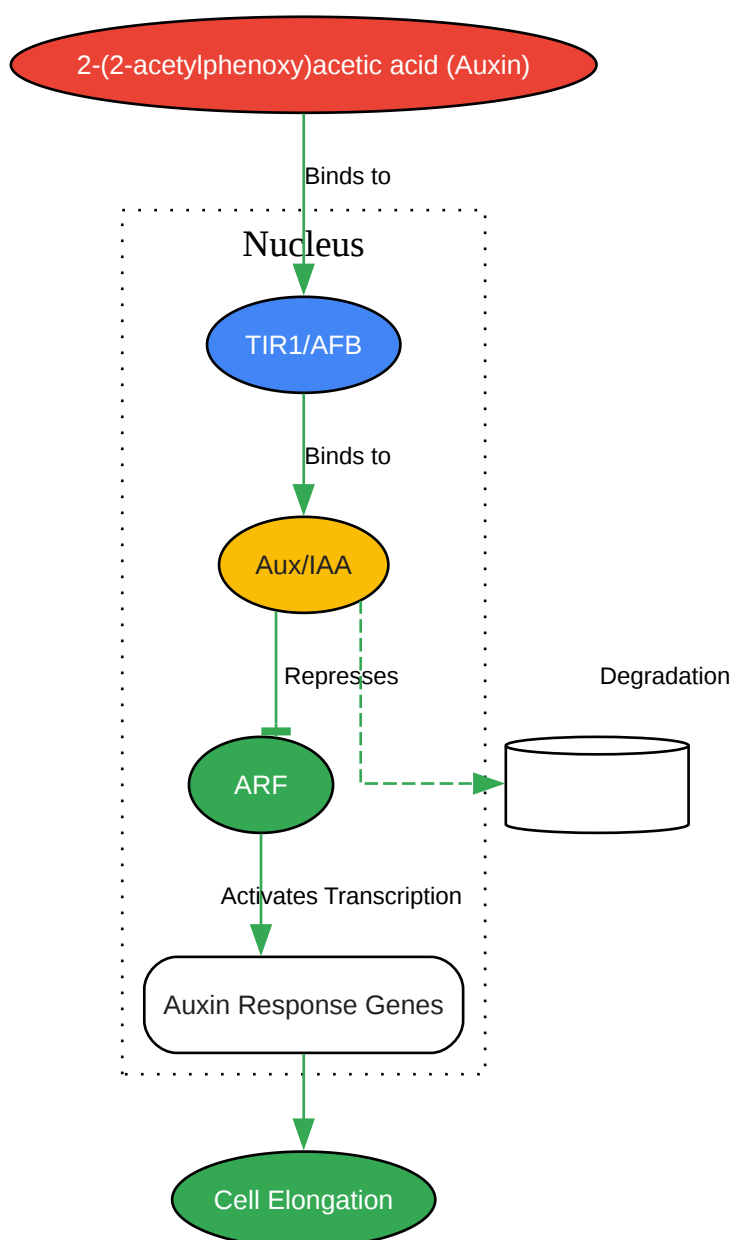 2-(2-acetylphenoxy)acetic acid (Auxin)
Binds to
Nucleus
TIR1/AFB
Binds to
Aux/IAA
Represses
Degradation
ARF
Activates Transcription
Auxin Response Genes
Cell Elongation